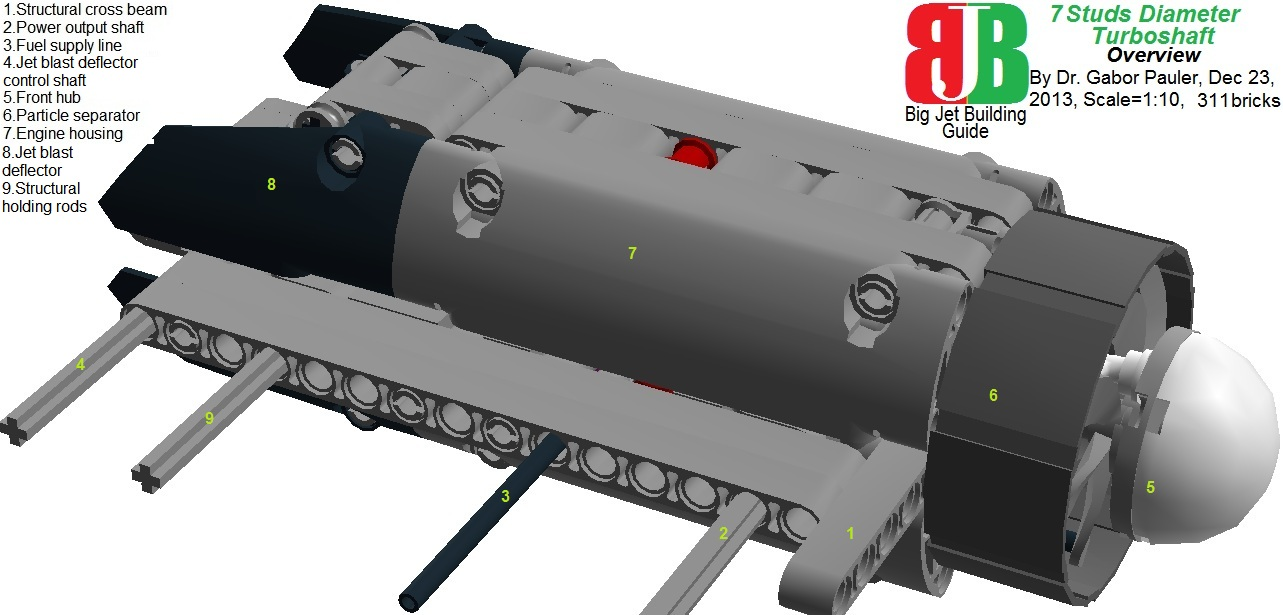 1.Structural cross beam
2.Power output shaft
3.Fuel supply line
4.Jet blast deflector
control shaft
5.Front hub
6.Particle separator
7.Engine housing
8.Jet blast
deflector
9.Structural
holding rods
BJB
Big Jet Building
Guide
7 Studs Diameter
Turboshaft
Overview
By Dr. Gabor Pauler, Dec 23,
2013, Scale=1:10, 311bricks
8
7
6
5
4
9
3
2
1